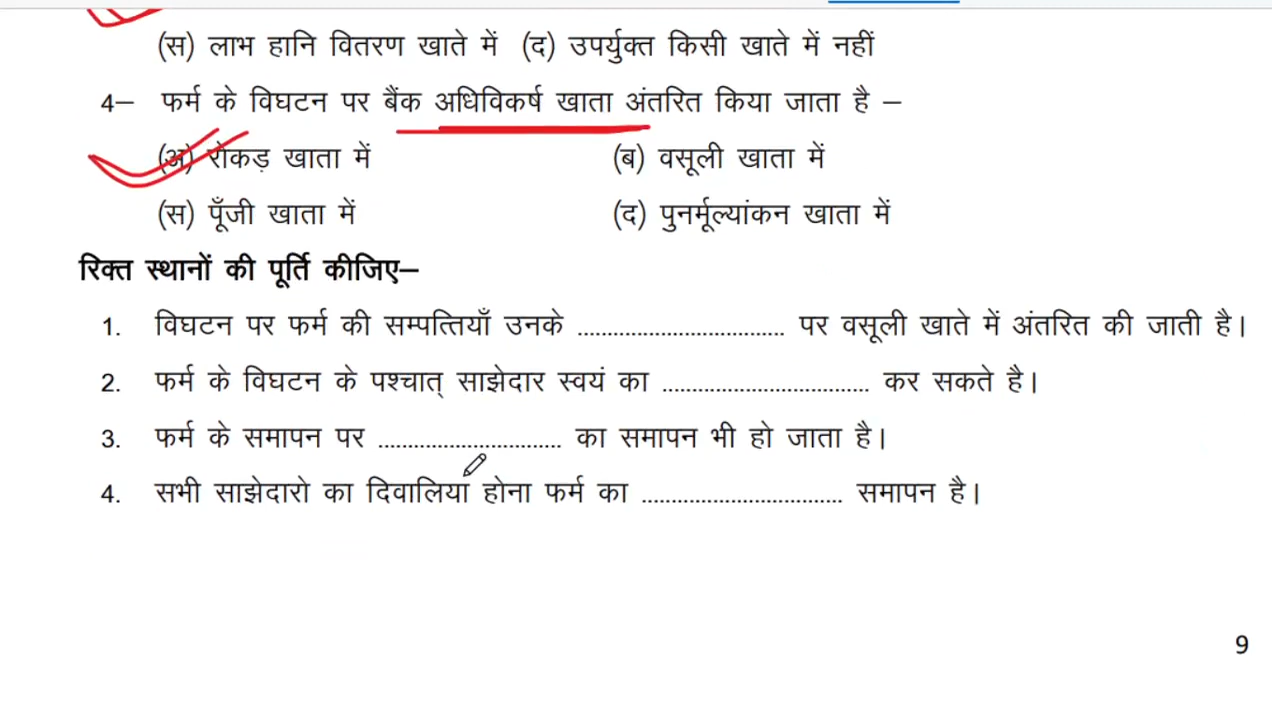 (स) लाभ हानि वितरण खाते में (द) उपर्युक्त किसी खाते में नहीं
4– फर्म के विघटन पर बैंक अधिविकर्ष खाता अंतरित किया जाता है –
(अ) रोकड़ खाता में (ब) वसूली खाता में
(स) पूँजी खाता में (द) पुनर्मूल्यांकन खाता में
रिक्त स्थानों की पूर्ति कीजिए–
1. विघटन पर फर्म की सम्पत्तियाँ उनके .................................. पर वसूली खाते में अंतरित की जाती है।
2. फर्म के विघटन के पश्चात् साझेदार स्वयं का .................................. कर सकते है।
3. फर्म के समापन पर .............................. का समापन भी हो जाता है।
4. सभी साझेदारो का दिवालिया होना फर्म का ................................. समापन है।
9